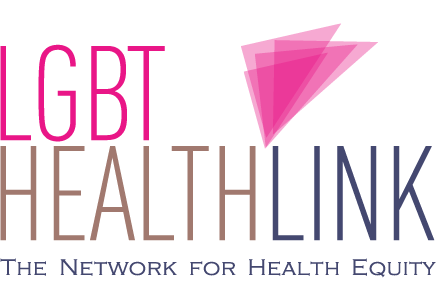 LGBT
HEALTHLINK
THE NETWORK FOR HEALTH EQUITY